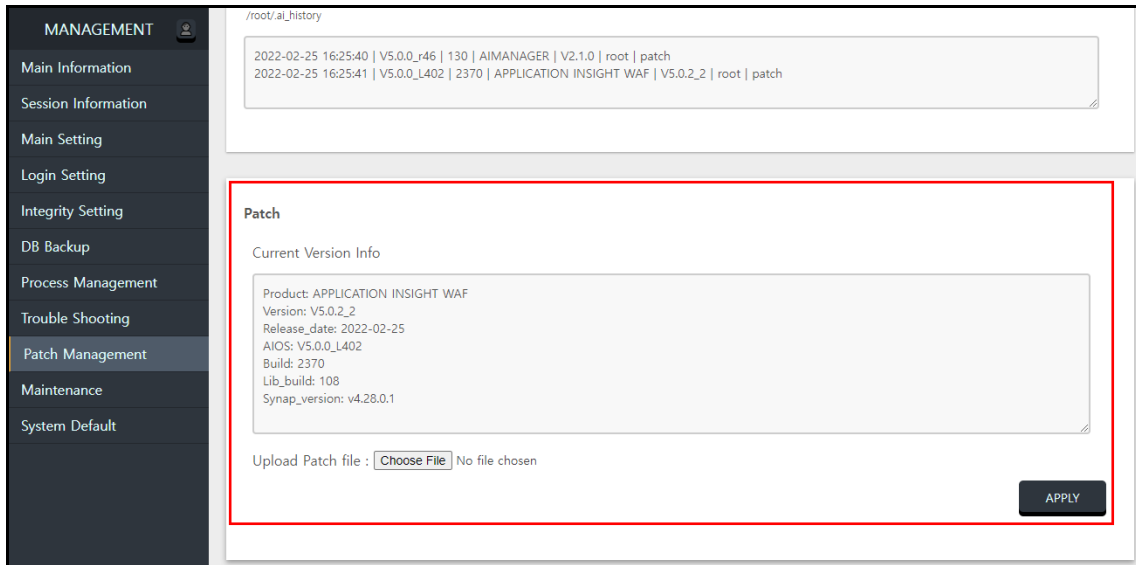 /root/.ai_history
MANAGEMENT
2022-02-25 16:25:40 | V5.0.0_r46 | 130 | AIMANAGER | V2.1.0 | root | patch
2022-02-25 16:25:41 | V5.0.0_L402 | 2370 | APPLICATION INSIGHT WAF | V5.0.2_2 | root | patch
Main Information
Session Information
Main Setting
Login Setting
Integrity Setting
DB Backup
Process Management
Trouble Shooting
Patch Management
Maintenance
System Default
Patch
Current Version Info
Product: APPLICATION INSIGHT WAF
Version: V5.0.2_2
Release_date: 2022-02-25
AIOS: V5.0.0_L402
Build: 2370
Lib_build: 108
Synap_version: v4.28.0.1
Upload Patch file : Choose File No file chosen
APPLY